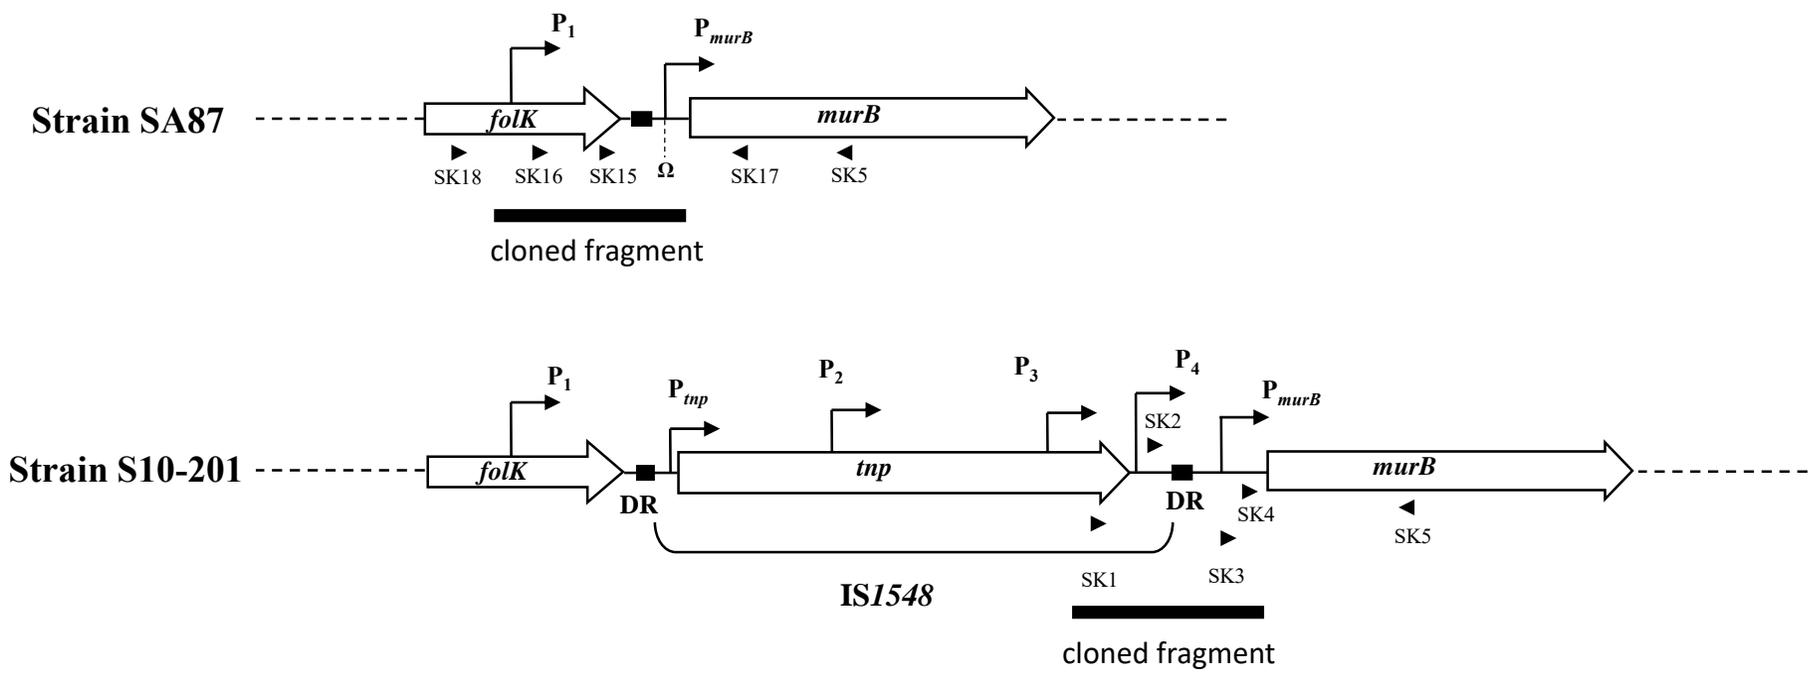 P1
PmurB
Strain SA87
folK
murB
SK18
SK16
SK15
Ω
SK17
SK5
cloned fragment
P1
Ptnp
P2
P3
P4
SK2
PmurB
Strain S10-201
folK
tnp
murB
DR
DR
SK4
SK5
IS1548
SK1
SK3
cloned fragment